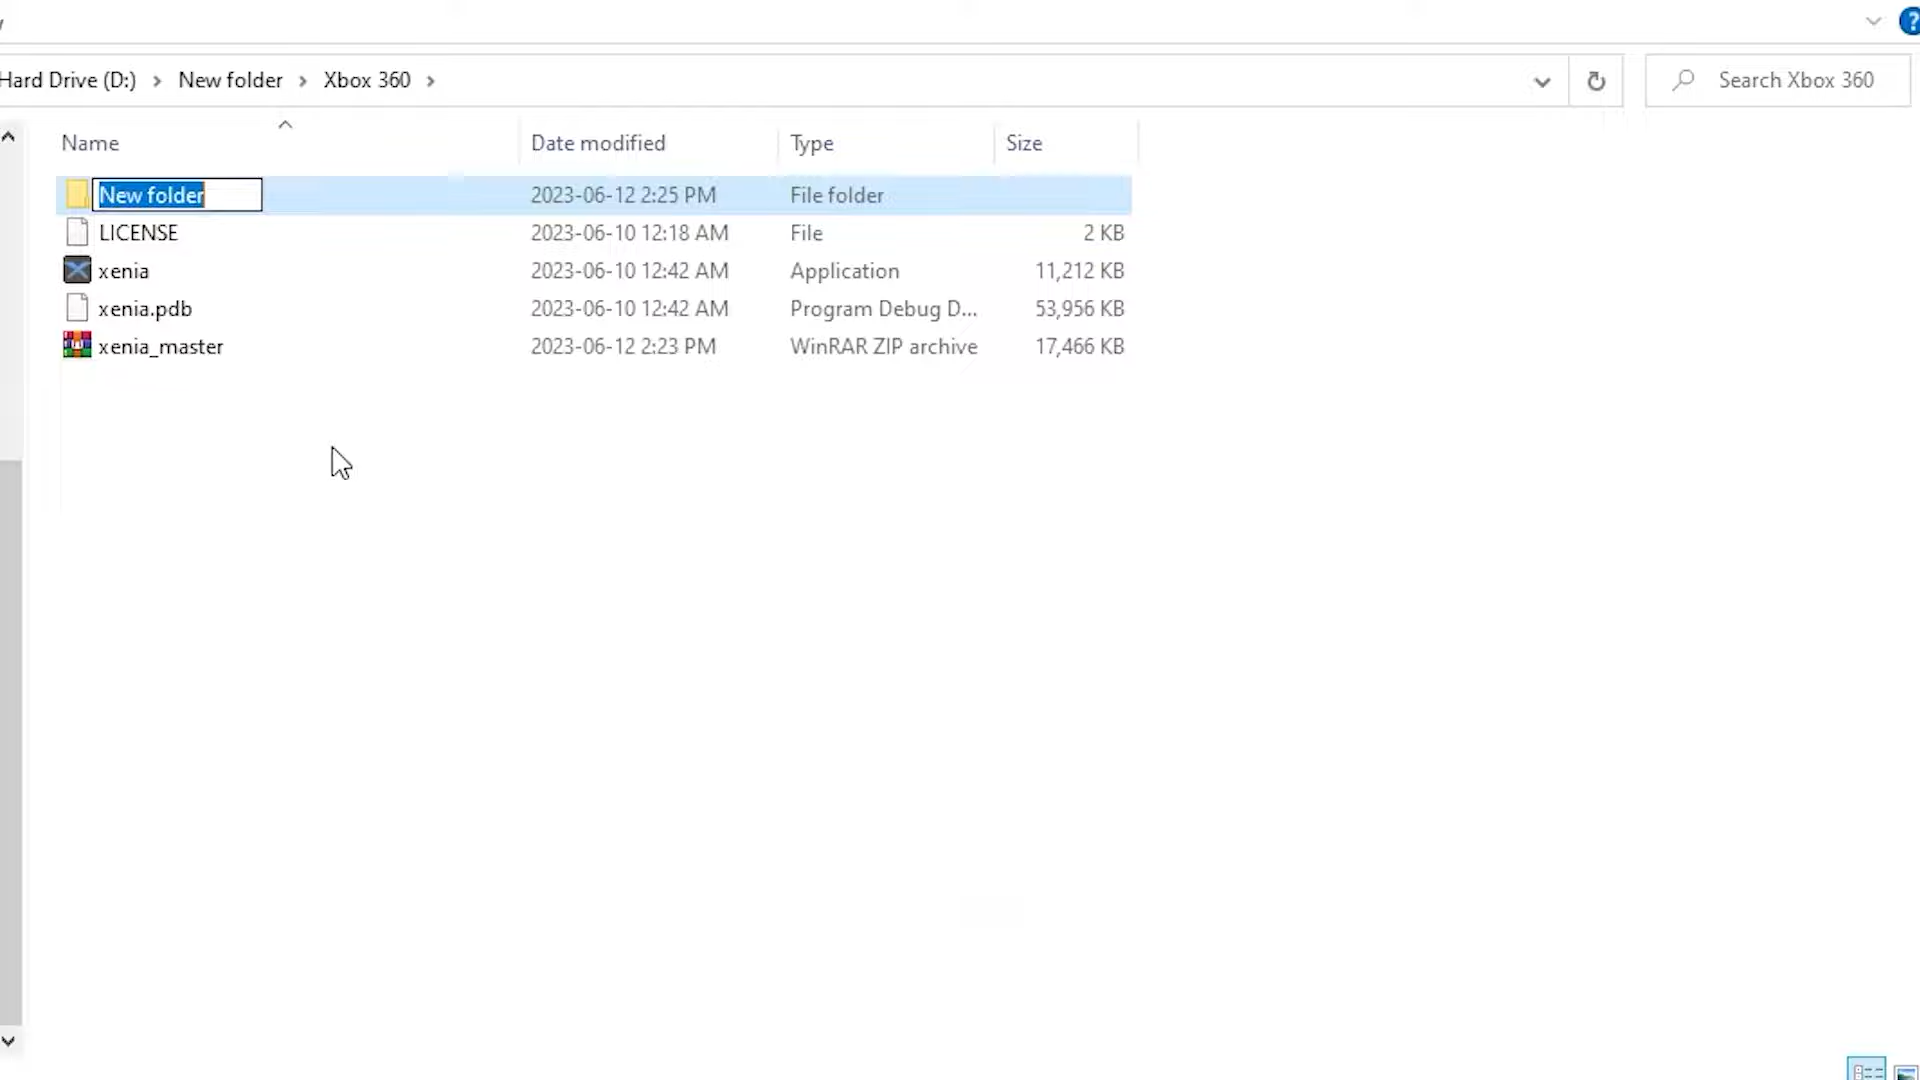 Hard Drive (D:) › New folder › Xbox 360 ›
Search Xbox 360
Name Date modified Type Size
New folder 2023-06-12 2:25 PM File folder
LICENSE 2023-06-10 12:18 AM File 2 KB
xenia 2023-06-10 12:42 AM Application 11,212 KB
xenia.pdb 2023-06-10 12:42 AM Program Debug D... 53,956 KB
xenia_master 2023-06-12 2:23 PM WinRAR ZIP archive 17,466 KB